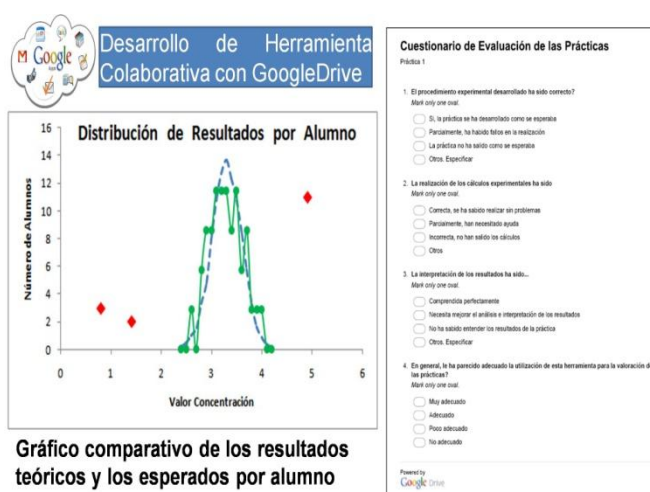 M Google
Desarrollo de Herramienta
Colaborativa con GoogleDrive
Distribución de Resultados por Alumno
Número de Alumnos
16
14
12
10
8
6
4
2
0
0 1 2 3 4 5 6
Valor Concentración
Gráfico comparativo de los resultados
teóricos y los esperados por alumno
Cuestionario de Evaluación de las Prácticas
Práctica 1
1. El procedimiento experimental desarrollado ha sido correcto?
Mark only one oval.
Si, la práctica se ha desarrollado como se esperaba
Parcialmente, ha habido fallos en la realización
La práctica no ha salido como se esperaba
Otros. Especificar
2. La realización de los cálculos experimentales ha sido
Mark only one oval.
Correcta, se ha sabido realizar sin problemas
Parcialmente, han necesitado ayuda
Incorrecta, no han salido los cálculos
Otros
3. La interpretación de los resultados ha sido...
Mark only one oval.
Comprendida perfectamente
Necesita mejorar el análisis e interpretación de los resultados
No ha sabido entender los resultados de la práctica
Otros. Especificar
4. En general, le ha parecido adecuado la utilización de esta herramienta para la valoración de
las prácticas?
Mark only one oval.
Muy adecuado
Adecuado
Poco adecuado
No adecuado
Powered by
Google Drive